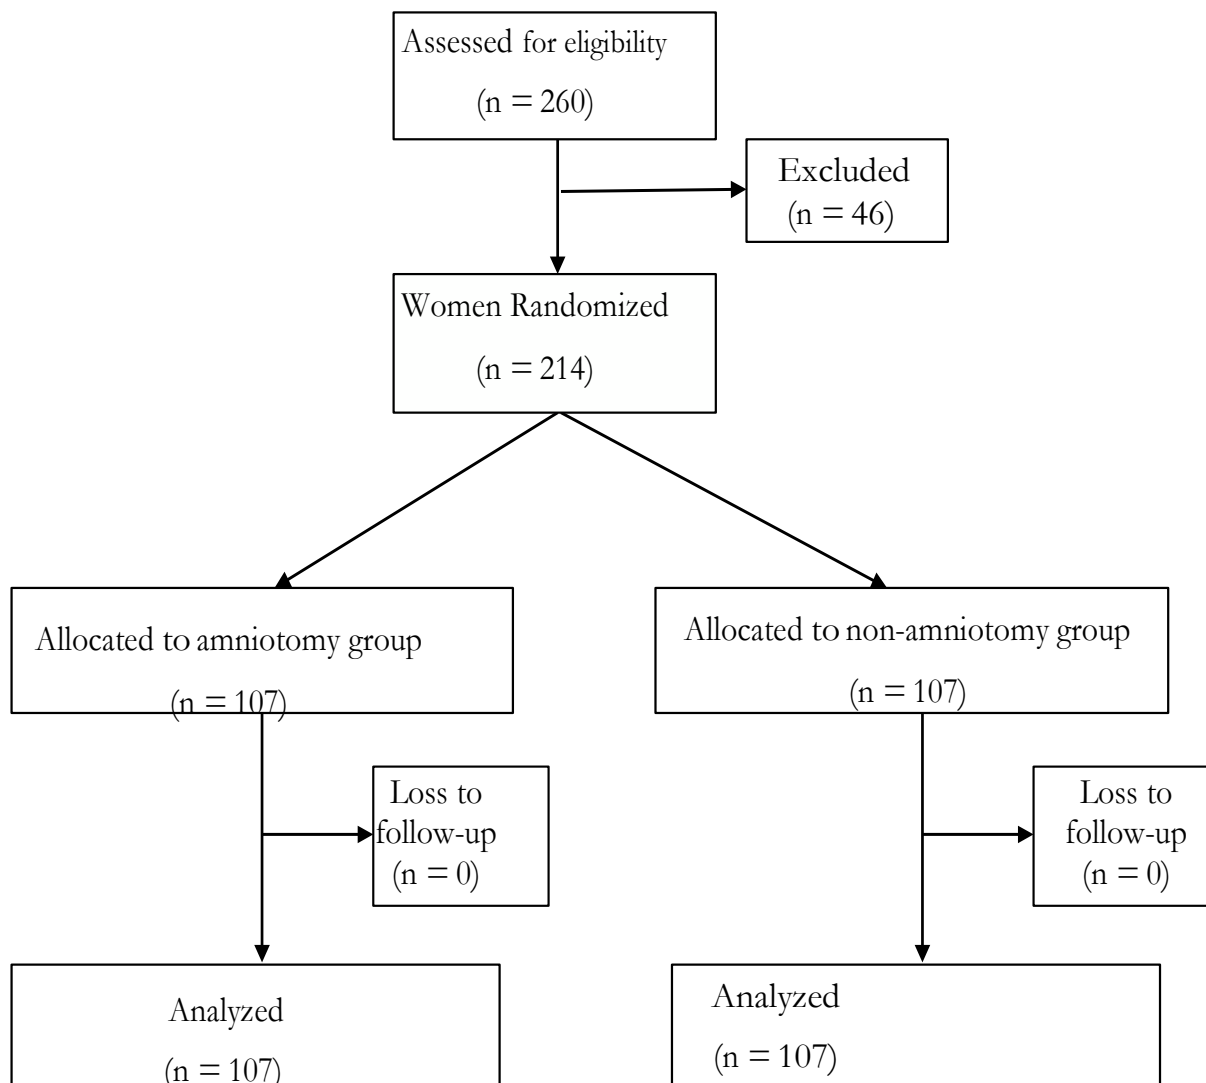 Assessed for eligibility
(n = 260)
Excluded
(n = 46)
Women Randomized
(n = 214)
Allocated to amniotomy group
(n = 107)
Allocated to non-amniotomy group
(n = 107)
Loss to
follow-up
(n = 0)
Loss to
follow-up
(n = 0)
Analyzed
(n = 107)
Analyzed
(n = 107)